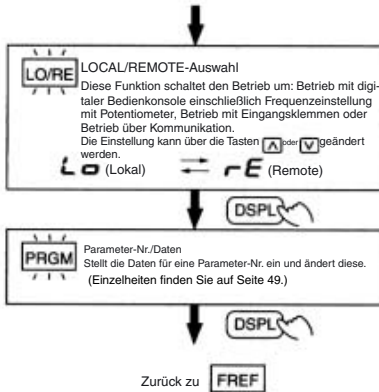 LO/RE
LOCAL/REMOTE-Auswahl
Diese Funktion schaltet den Betrieb um: Betrieb mit digi-
taler Bedienkonsole einschließlich Frequenzeinstellung
mit Potentiometer, Betrieb mit Eingangsklemmen oder
Betrieb über Kommunikation.
Die Einstellung kann über die Tasten oder geändert
werden.
Lo (Lokal) rE (Remote)
DSPL
PRGM
Parameter-Nr./Daten
Stellt die Daten für eine Parameter-Nr. ein und ändert diese.
(Einzelheiten finden Sie auf Seite 49.)
DSPL
Zurück zu FREF